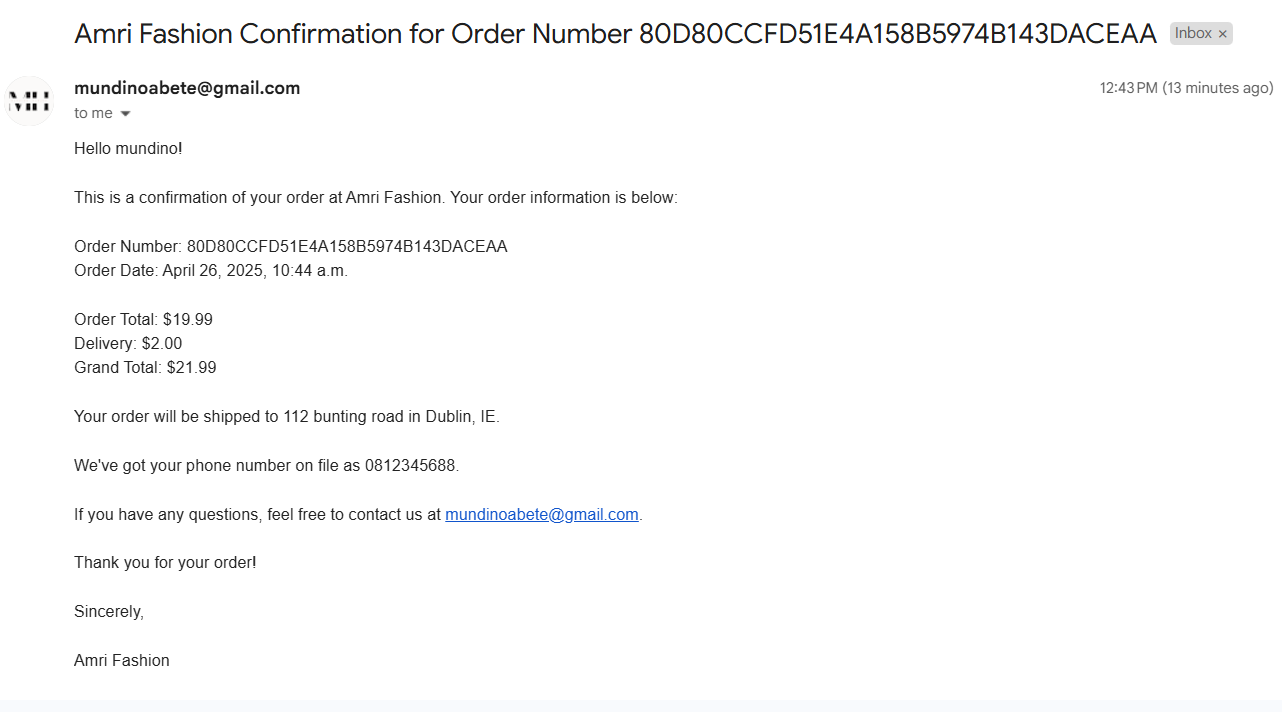 Amri Fashion Confirmation for Order Number 80D80CCFD51E4A158B5974B143DACEAA Inbox ×
MH
mundinoabete@gmail.com 12:43 PM (13 minutes ago)
to me
Hello mundino!
This is a confirmation of your order at Amri Fashion. Your order information is below:
Order Number: 80D80CCFD51E4A158B5974B143DACEAA
Order Date: April 26, 2025, 10:44 a.m.
Order Total: $19.99
Delivery: $2.00
Grand Total: $21.99
Your order will be shipped to 112 bunting road in Dublin, IE.
We've got your phone number on file as 0812345688.
If you have any questions, feel free to contact us at mundinoabete@gmail.com.
Thank you for your order!
Sincerely,
Amri Fashion